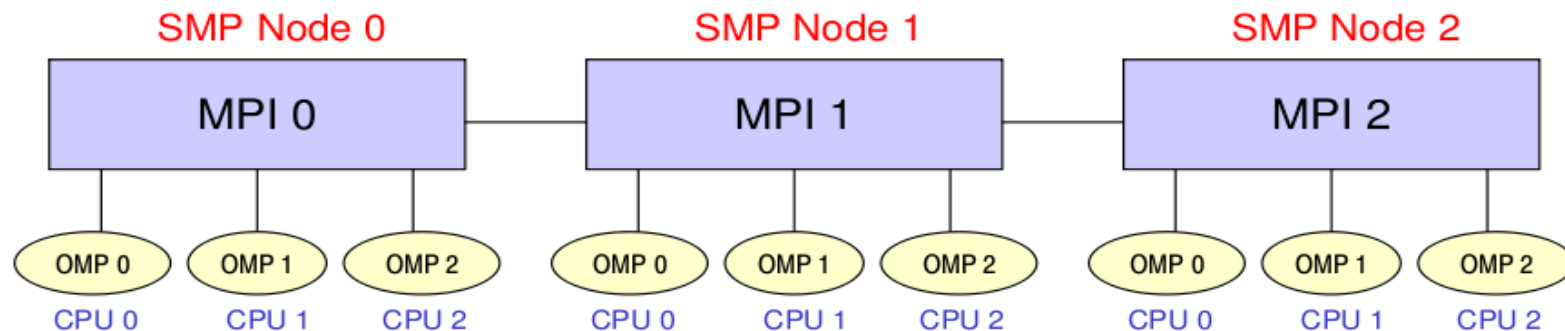 SMP Node 0 SMP Node 1 SMP Node 2
MPI 0 MPI 1 MPI 2
OMP 0 OMP 1 OMP 2 OMP 0 OMP 1 OMP 2 OMP 0 OMP 1 OMP 2
CPU 0 CPU 1 CPU 2 CPU 0 CPU 1 CPU 2 CPU 0 CPU 1 CPU 2